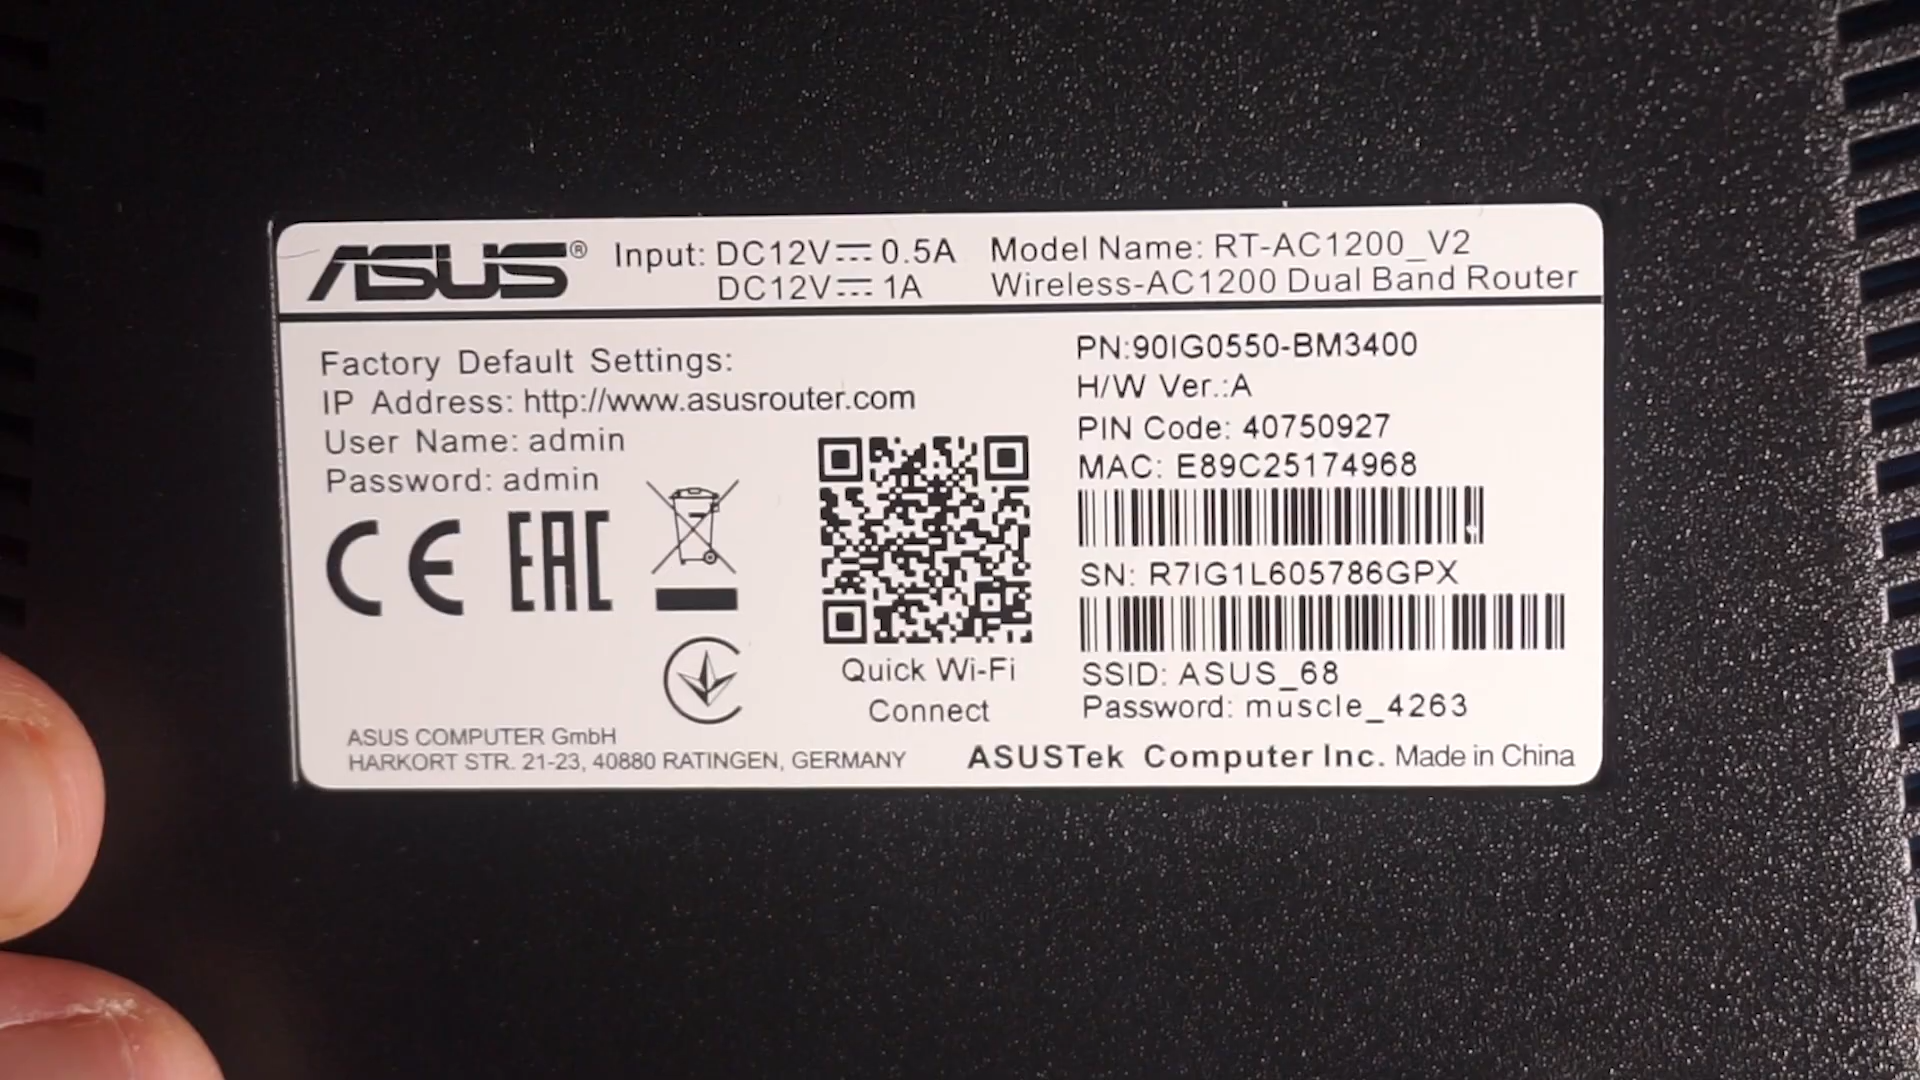 ASUS® Input: DC12V⎓0.5A Model Name: RT-AC1200_V2
DC12V⎓1A Wireless-AC1200 Dual Band Router
Factory Default Settings:
IP Address: http://www.asusrouter.com
User Name: admin
Password: admin
CE EAC
Quick Wi-Fi
Connect
PN:90IG0550-BM3400
H/W Ver.:A
PIN Code: 40750927
MAC: E89C25174968
SN: R7IG1L605786GPX
SSID: ASUS_68
Password: muscle_4263
ASUS COMPUTER GmbH
HARKORT STR. 21-23, 40880 RATINGEN, GERMANY
ASUSTek Computer Inc. Made in China